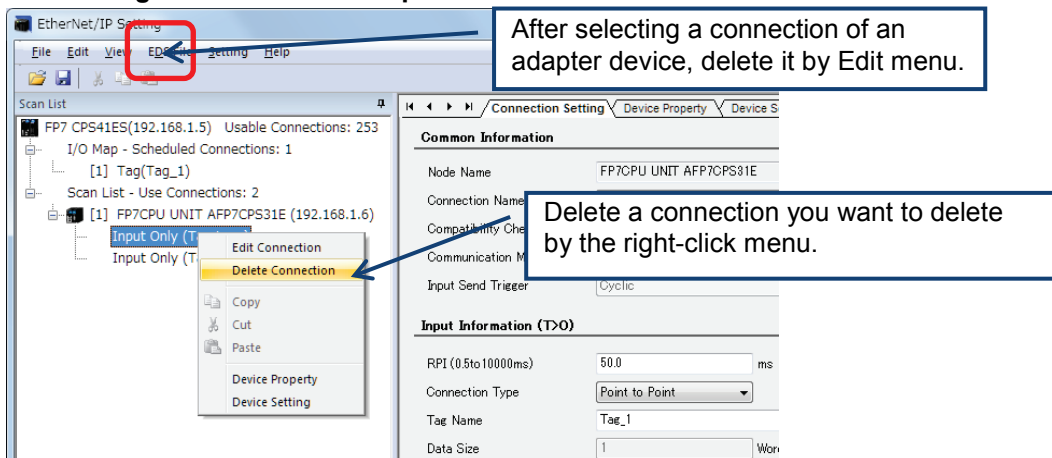 EtherNet/IP Setting
After selecting a connection of an
adapter device, delete it by Edit menu.
File Edit View EDS File Setting Help
Scan List
Connection Setting Device Property Device S
FP7 CPS41ES(192.168.1.5) Usable Connections: 253
I/O Map - Scheduled Connections: 1
[1] Tag(Tag_1)
Scan List - Use Connections: 2
[1] FP7CPU UNIT AFP7CPS31E (192.168.1.6)
Input Only (T
Input Only (T
Edit Connection
Delete Connection
Copy
Cut
Paste
Device Property
Device Setting
Common Information
Node Name FP7CPU UNIT AFP7CPS31E
Connection Name
Delete a connection you want to delete
by the right-click menu.
Compatibility Che
Communication M
Input Send Trigger Cyclic
Input Information (T>O)
RPI (0.5to10000ms) 50.0 ms
Connection Type Point to Point
Tag Name Tag_1
Data Size 1 Wor